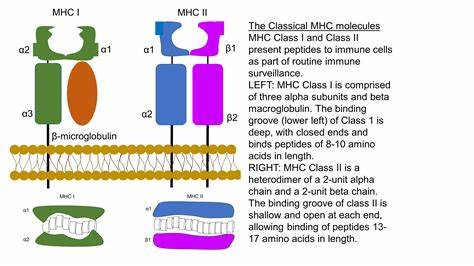 MHC I
MHC II
α2
α1
α1
β1
α3
α2
β2
β-microglobulin
MHC I
MHC II
α1
α2
α1
β1
The Classical MHC molecules
MHC Class I and Class II
present peptides to immune cells
as part of routine immune
surveillance.
LEFT: MHC Class I is comprised
of three alpha subunits and beta
macroglobulin. The binding
groove (lower left) of Class 1 is
deep, with closed ends and
binds peptides of 8-10 amino
acids in length.
RIGHT: MHC Class II is a
heterodimer of a 2-unit alpha
chain and a 2-unit beta chain.
The binding groove of class II is
shallow and open at each end,
allowing binding of peptides 13-
17 amino acids in length.